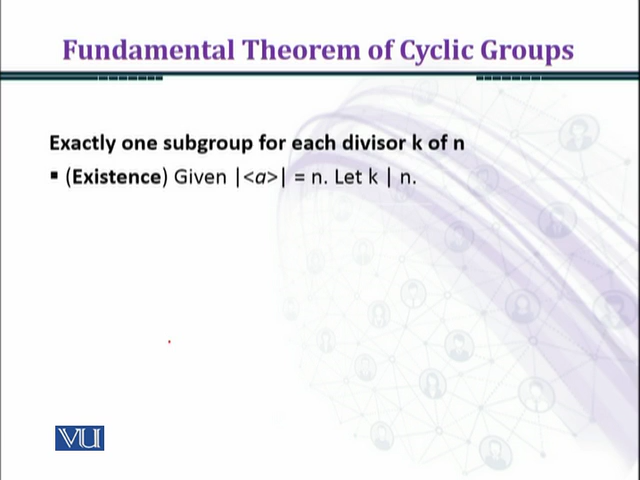 Fundamental Theorem of Cyclic Groups
Exactly one subgroup for each divisor k of n
▪ (Existence) Given |<a>| = n. Let k | n.
VU